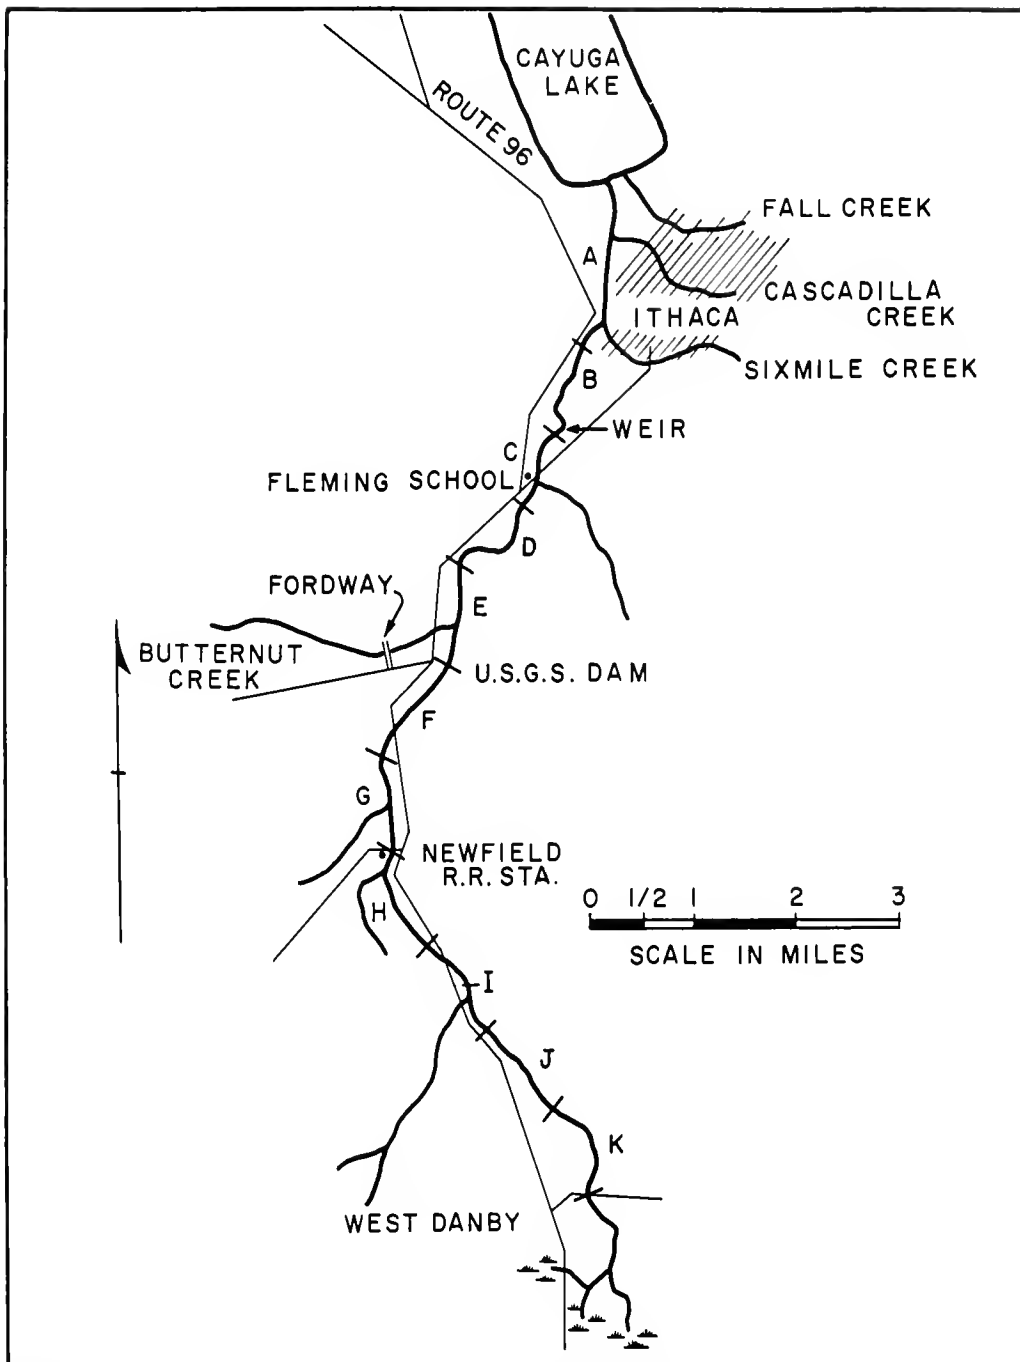 CAYUGA
LAKE
ROUTE 96
FALL CREEK
A
CASCADILLA
CREEK
ITHACA
SIXMILE CREEK
B
WEIR
C
FLEMING SCHOOL
D
FORDWAY
E
BUTTERNUT
CREEK
U.S.G.S. DAM
F
G
NEWFIELD
R.R. STA.
H
0 1/2 1 2 3
SCALE IN MILES
I
J
K
WEST DANBY